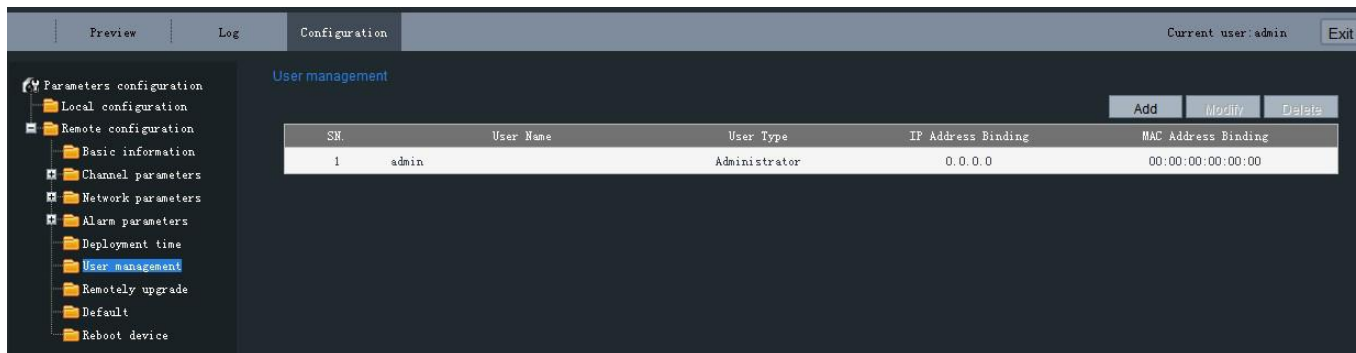 Preview Log Configuration Current user:admin Exit
Parameters configuration
Local configuration
Remote configuration
Basic information
Channel parameters
Network parameters
Alarm parameters
Deployment time
User management
Remotely upgrade
Default
Reboot device
User management
Add Modify Delete
SN. User Name User Type IP Address Binding MAC Address Binding
1 admin Administrator 0.0.0.0 00:00:00:00:00:00